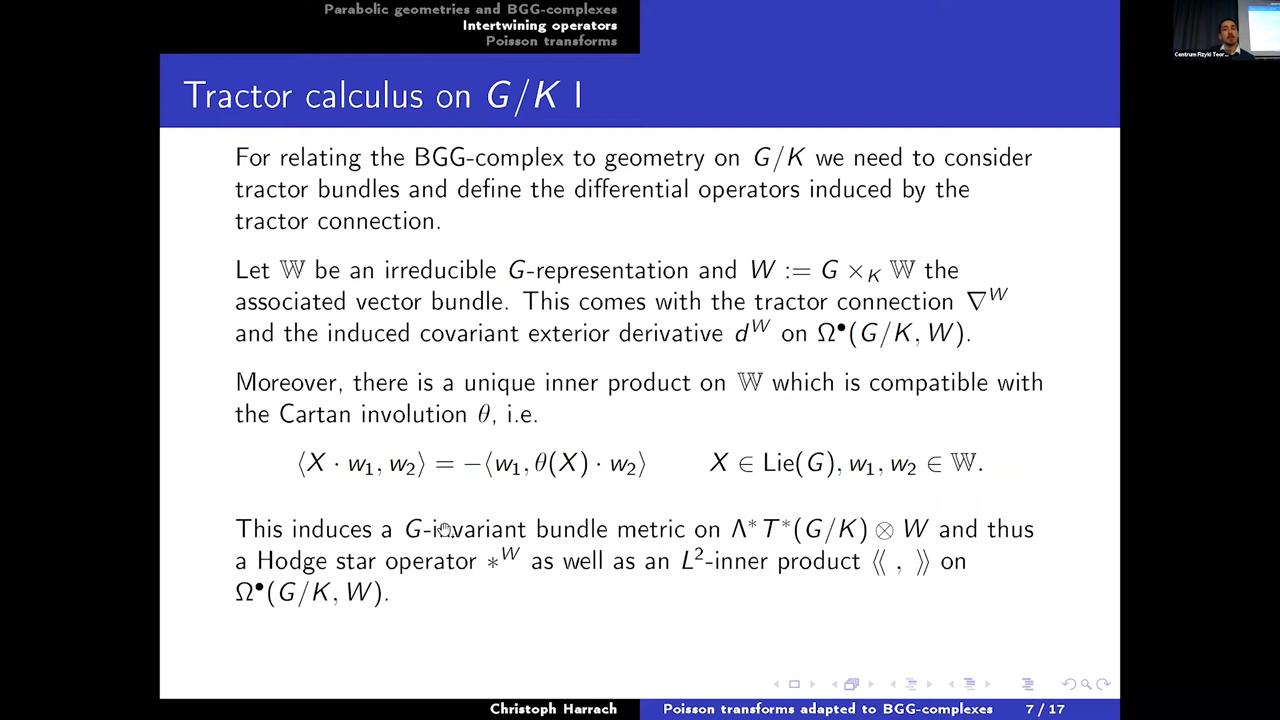 Parabolic geometries and BGG-complexes
Intertwining operators
Poisson transforms
Centrum Fizyki Teor...
Tractor calculus on G/K I
For relating the BGG-complex to geometry on G/K we need to consider
tractor bundles and define the differential operators induced by the
tractor connection.
Let 𝕎 be an irreducible G-representation and W := G ×_K 𝕎 the
associated vector bundle. This comes with the tractor connection ∇^W
and the induced covariant exterior derivative d^W on Ω^•(G/K, W).
Moreover, there is a unique inner product on 𝕎 which is compatible with
the Cartan involution θ, i.e.
⟨X · w₁, w₂⟩ = −⟨w₁, θ(X) · w₂⟩ X ∈ Lie(G), w₁, w₂ ∈ 𝕎.
This induces a G-invariant bundle metric on Λ*T*(G/K) ⊗ W and thus
a Hodge star operator *^W as well as an L²-inner product ⟪ , ⟫ on
Ω^•(G/K, W).
Christoph Harrach Poisson transforms adapted to BGG-complexes 7 / 17